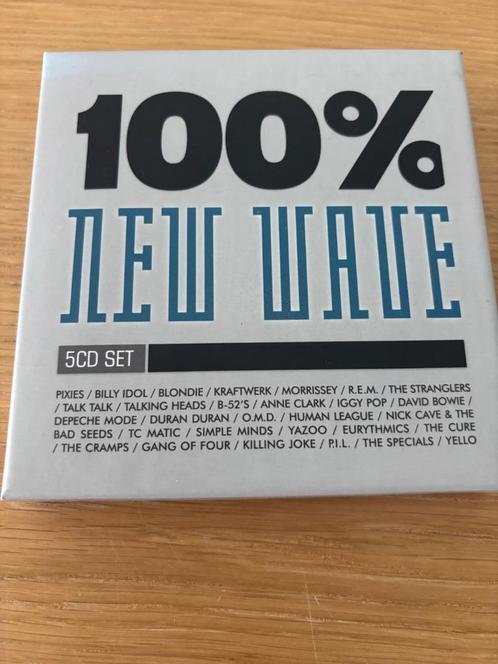 100%
NEW WAVE
5CD SET
PIXIES / BILLY IDOL / BLONDIE / KRAFTWERK / MORRISSEY / R.E.M. / THE STRANGLERS
/ TALK TALK / TALKING HEADS / B-52'S / ANNE CLARK / IGGY POP / DAVID BOWIE /
DEPECHE MODE / DURAN DURAN / O.M.D. / HUMAN LEAGUE / NICK CAVE & THE
BAD SEEDS / TC MATIC / SIMPLE MINDS / YAZOO / EURYTHMICS / THE CURE
/ THE CRAMPS / GANG OF FOUR / KILLING JOKE / P.I.L. / THE SPECIALS / YELLO